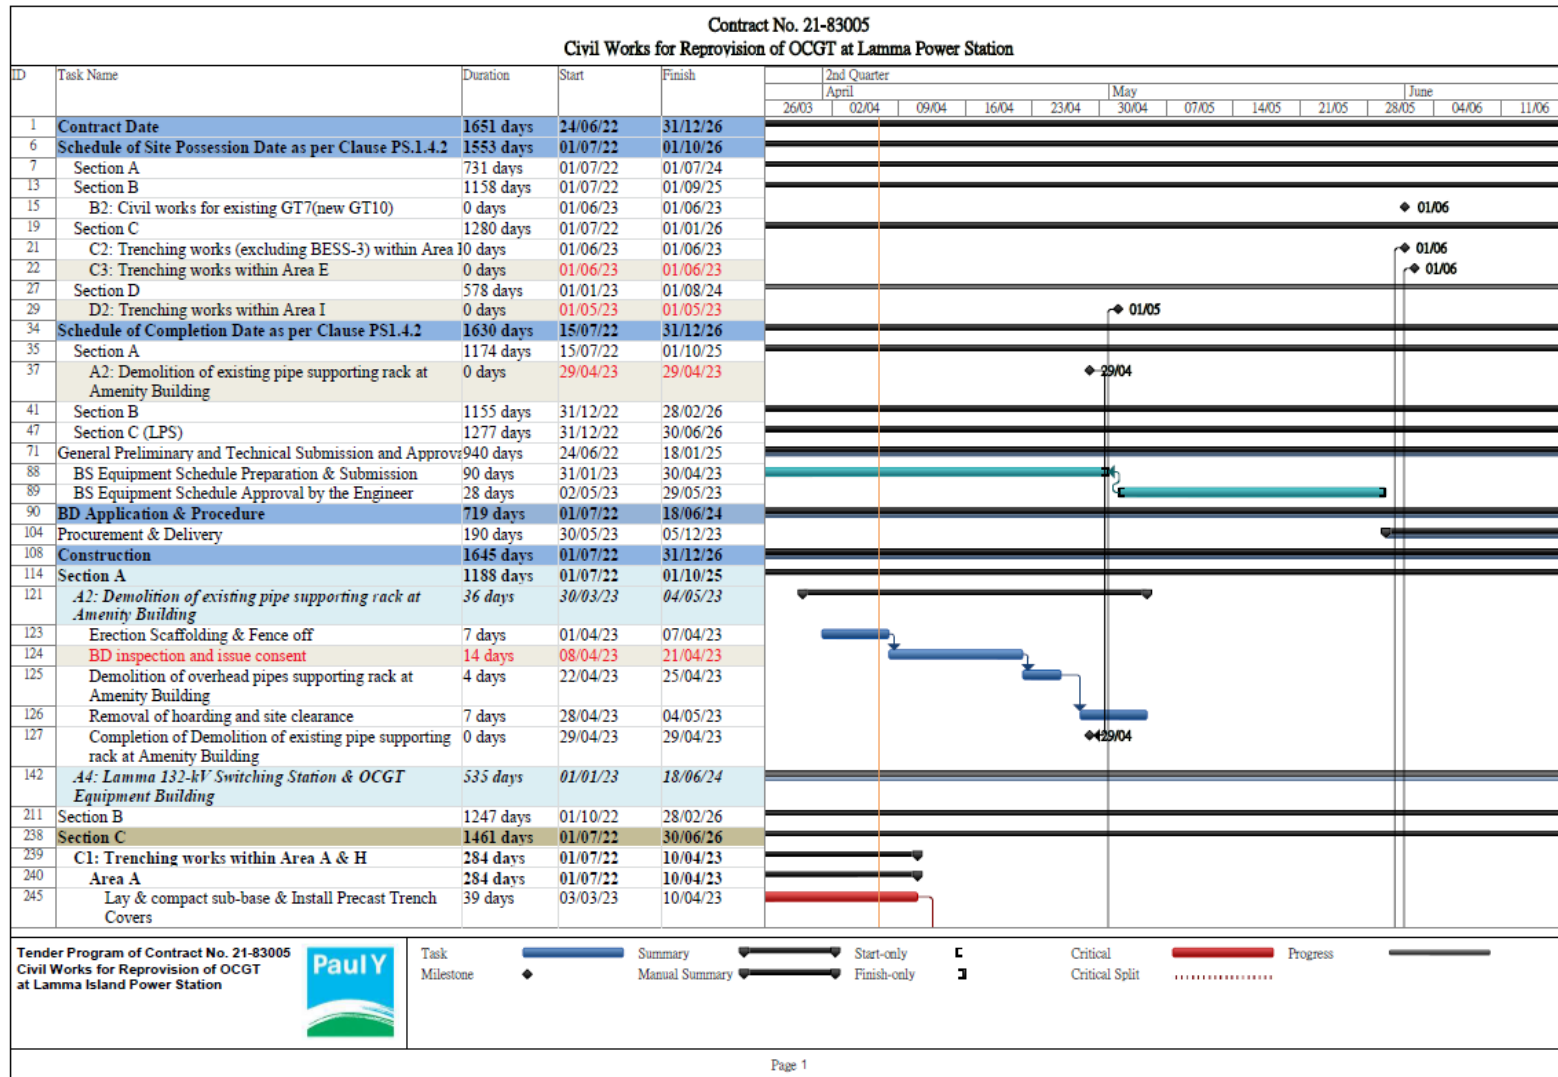 Contract No. 21-83005
Civil Works for Reprovision of OCGT at Lamma Power Station
ID Task Name Duration Start Finish 2nd Quarter
April May June
26/03 02/04 09/04 16/04 23/04 30/04 07/05 14/05 21/05 28/05 04/06 11/06
1 Contract Date 1651 days 24/06/22 31/12/26
6 Schedule of Site Possession Date as per Clause PS.1.4.2 1553 days 01/07/22 01/10/26
7 Section A 731 days 01/07/22 01/07/24
13 Section B 1158 days 01/07/22 01/09/25
15 B2: Civil works for existing GT7(new GT10) 0 days 01/06/23 01/06/23 01/06
19 Section C 1280 days 01/07/22 01/01/26
21 C2: Trenching works (excluding BESS-3) within Area 0 days 01/06/23 01/06/23 01/06
22 C3: Trenching works within Area E 0 days 01/06/23 01/06/23 01/06
27 Section D 578 days 01/01/23 01/08/24
29 D2: Trenching works within Area I 0 days 01/05/23 01/05/23 01/05
34 Schedule of Completion Date as per Clause PS1.4.2 1630 days 15/07/22 31/12/26
35 Section A 1174 days 15/07/22 01/10/25
37 A2: Demolition of existing pipe supporting rack at 0 days 29/04/23 29/04/23 29/04
Amenity Building
41 Section B 1155 days 31/12/22 28/02/26
47 Section C (LPS) 1277 days 31/12/22 30/06/26
71 General Preliminary and Technical Submission and Approva 940 days 24/06/22 18/01/25
88 BS Equipment Schedule Preparation & Submission 90 days 31/01/23 30/04/23
89 BS Equipment Schedule Approval by the Engineer 28 days 02/05/23 29/05/23
90 BD Application & Procedure 719 days 01/07/22 18/06/24
104 Procurement & Delivery 190 days 30/05/23 05/12/23
108 Construction 1645 days 01/07/22 31/12/26
114 Section A 1188 days 01/07/22 01/10/25
121 A2: Demolition of existing pipe supporting rack at 36 days 30/03/23 04/05/23
Amenity Building
123 Erection Scaffolding & Fence off 7 days 01/04/23 07/04/23
124 BD inspection and issue consent 14 days 08/04/23 21/04/23
125 Demolition of overhead pipes supporting rack at 4 days 22/04/23 25/04/23
Amenity Building
126 Removal of hoarding and site clearance 7 days 28/04/23 04/05/23
127 Completion of Demolition of existing pipe supporting 0 days 29/04/23 29/04/23 29/04
rack at Amenity Building
142 A4: Lamma 132-kV Switching Station & OCGT 535 days 01/01/23 18/06/24
Equipment Building
211 Section B 1247 days 01/10/22 28/02/26
238 Section C 1461 days 01/07/22 30/06/26
239 C1: Trenching works within Area A & H 284 days 01/07/22 10/04/23
240 Area A 284 days 01/07/22 10/04/23
245 Lay & compact sub-base & Install Precast Trench 39 days 03/03/23 10/04/23
Covers
Tender Program of Contract No. 21-83005
Civil Works for Reprovision of OCGT
at Lamma Island Power Station
Paul Y
Task Summary Start-only Critical Progress
Milestone Manual Summary Finish-only Critical Split
Page 1